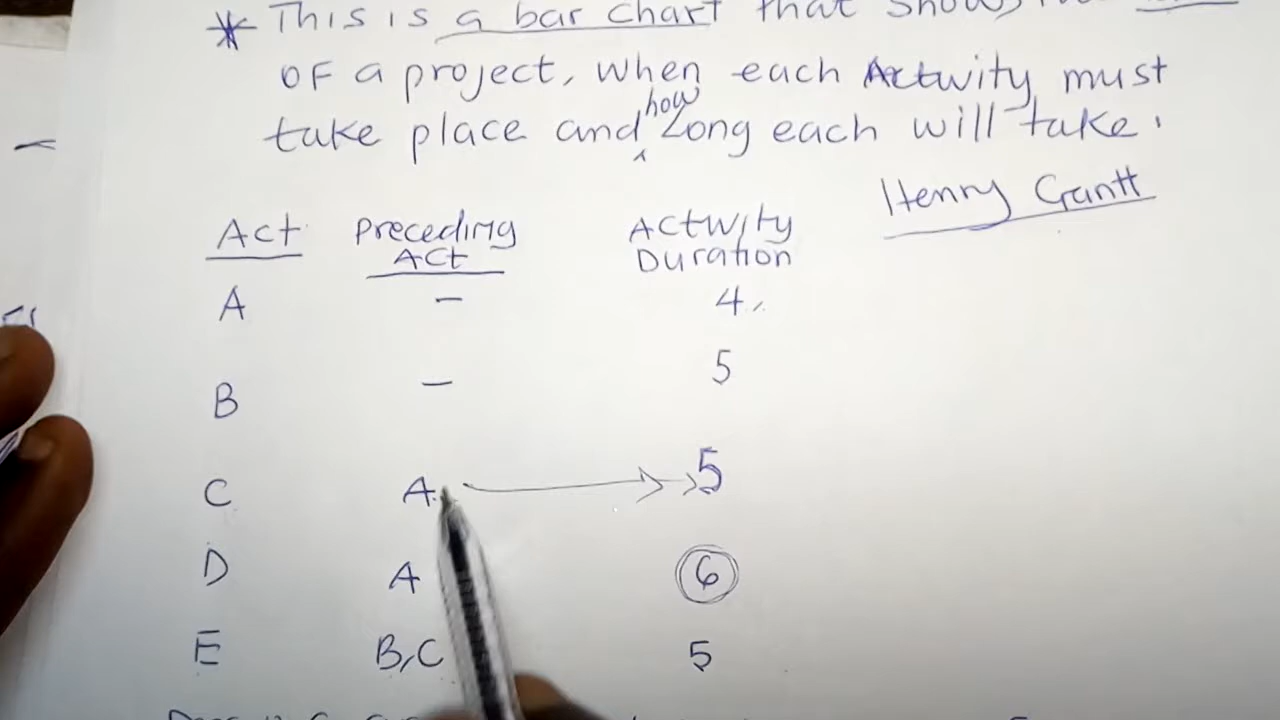 * This is a bar chart that shows
of a project, when each Activity must
take place and how Long each will take.
Henry Gantt
Act Preceding Act Activity Duration
A - 4
B - 5
C A 5
D A 6
E B,C 5